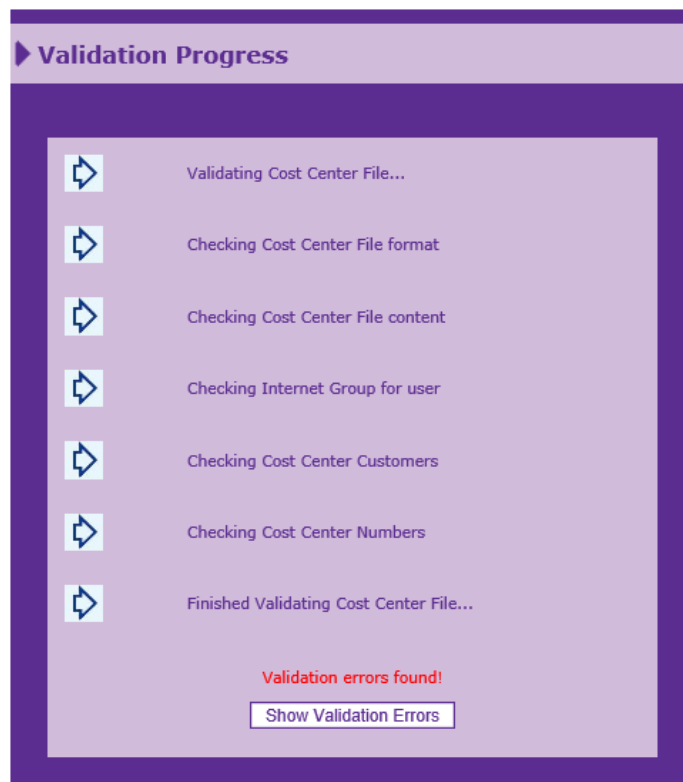 Validation Progress
Validating Cost Center File...
Checking Cost Center File format
Checking Cost Center File content
Checking Internet Group for user
Checking Cost Center Customers
Checking Cost Center Numbers
Finished Validating Cost Center File...
Validation errors found!
Show Validation Errors